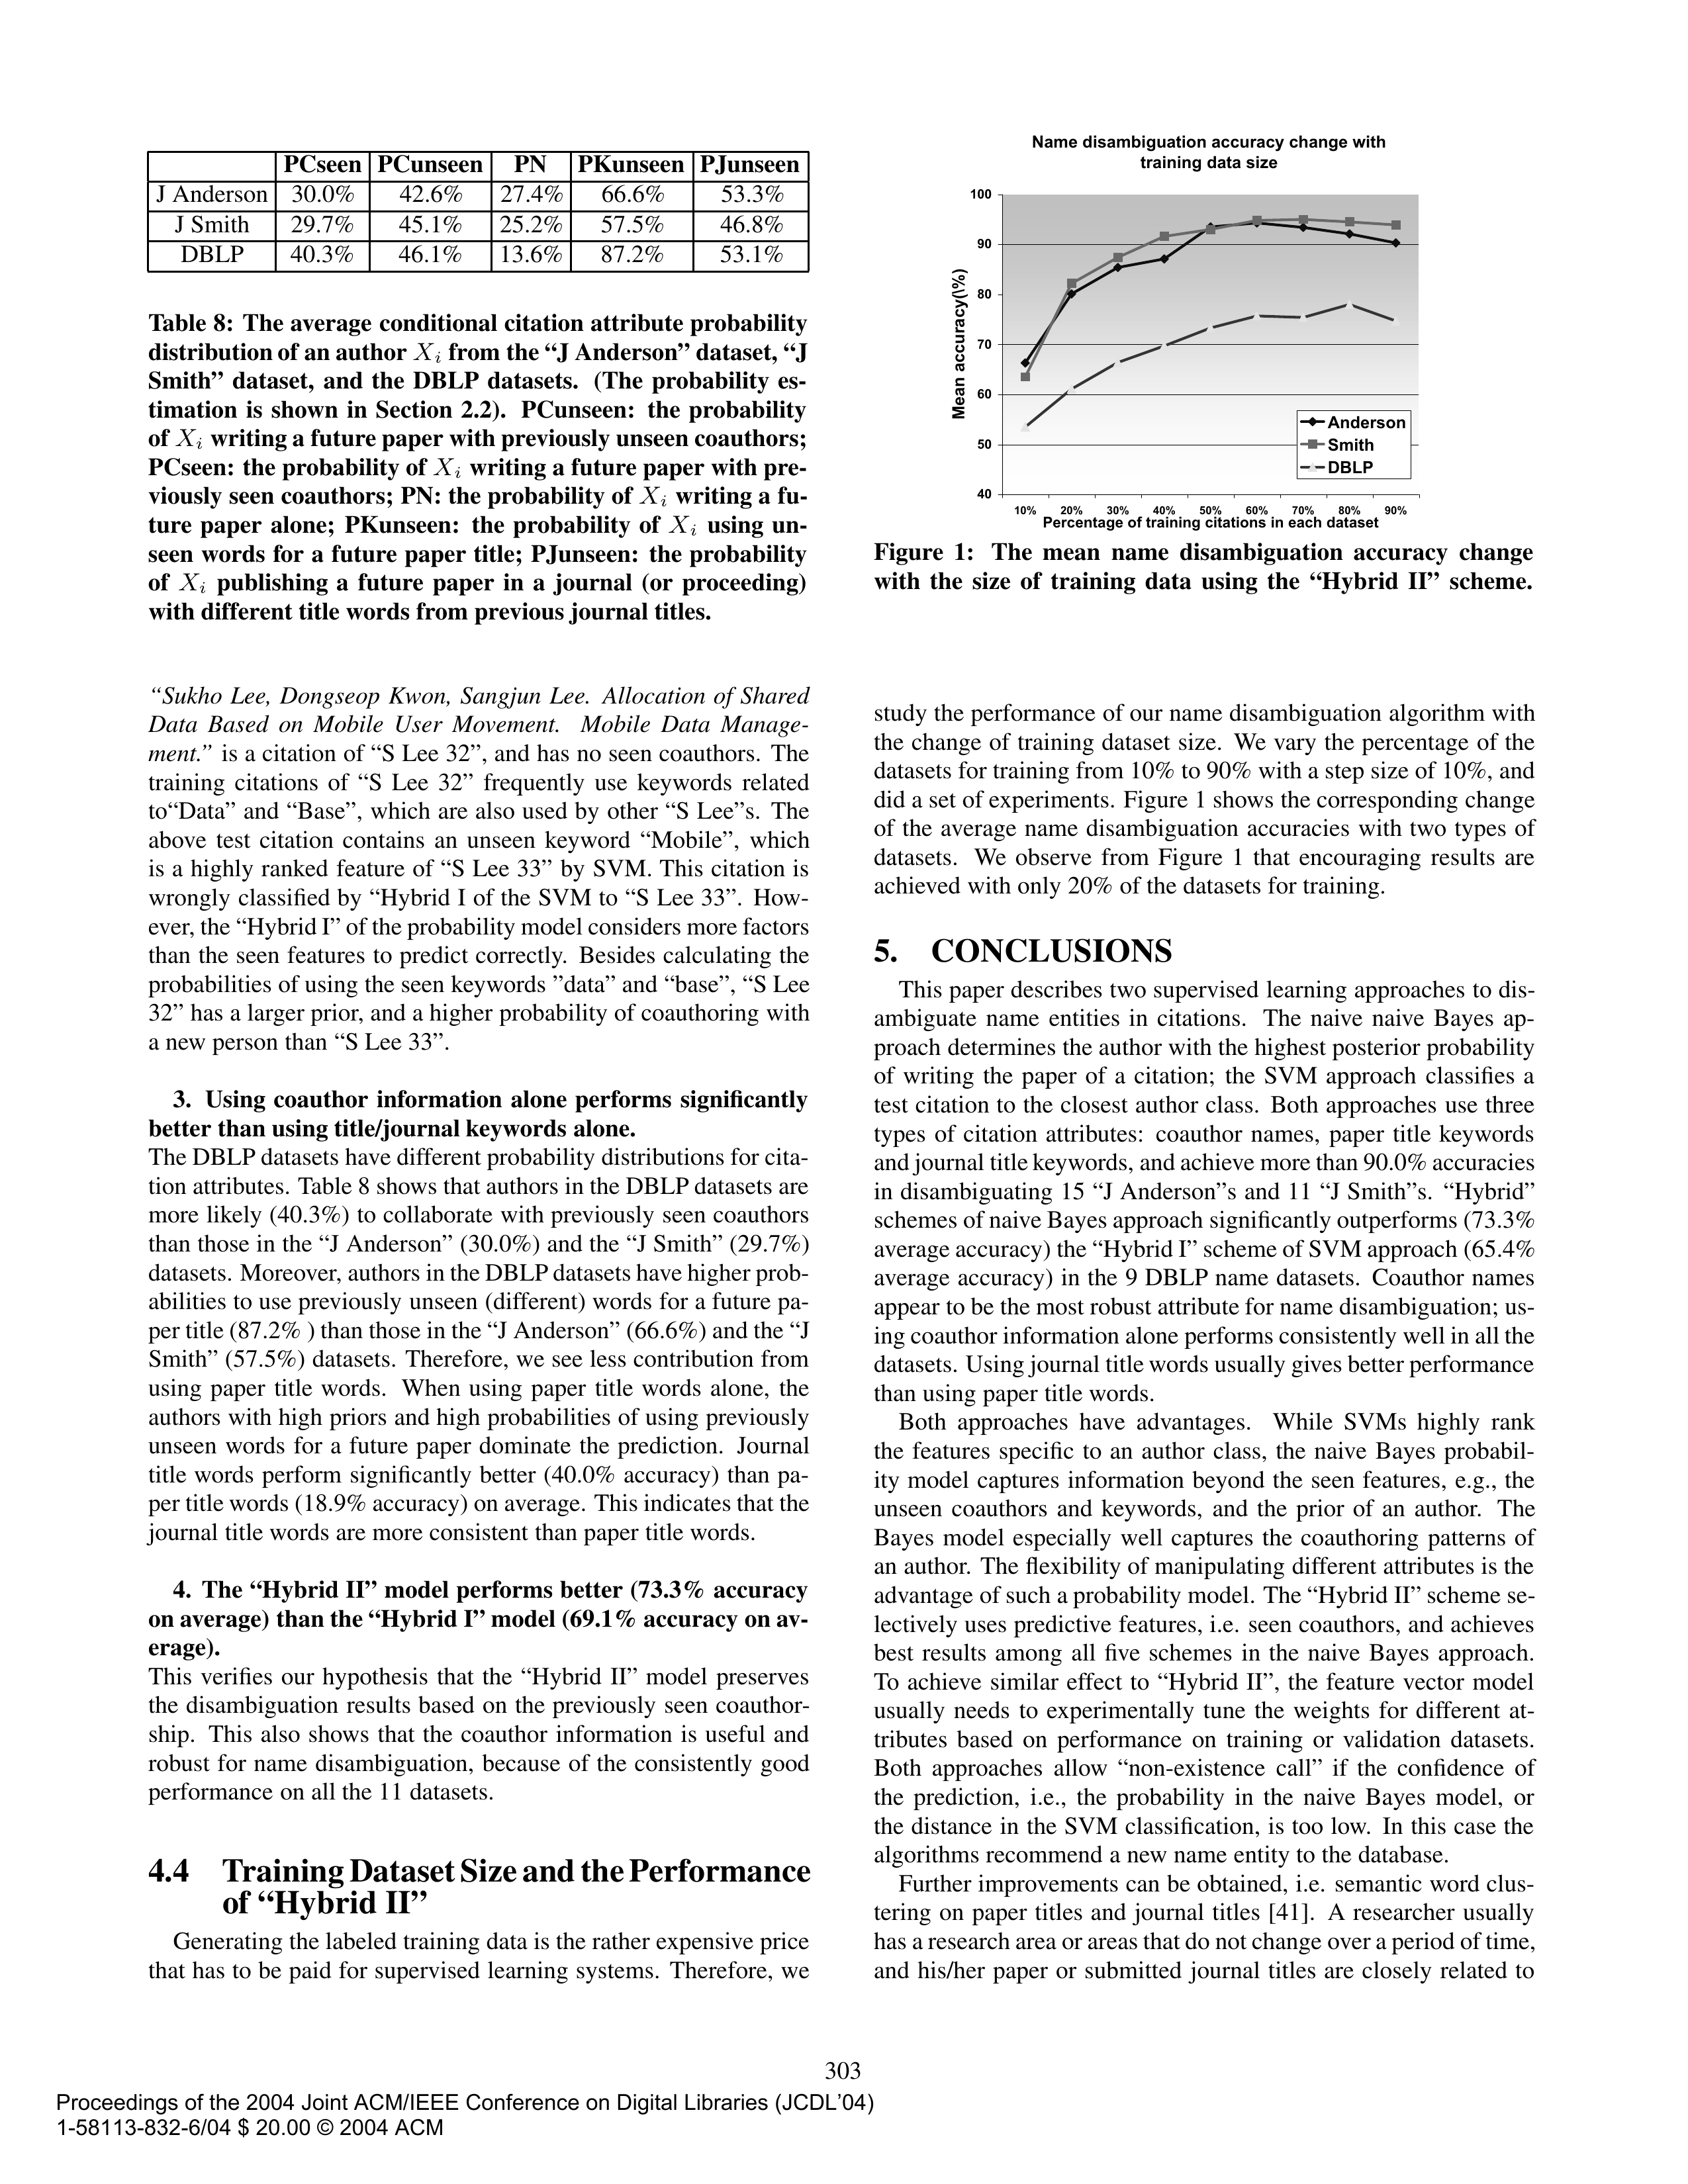 PCseen PCunseen PN PKunseen PJunseen
J Anderson 30.0% 42.6% 27.4% 66.6% 53.3%
J Smith 29.7% 45.1% 25.2% 57.5% 46.8%
DBLP 40.3% 46.1% 13.6% 87.2% 53.1%
Table 8: The average conditional citation attribute probability
distribution of an author Xi from the “J Anderson” dataset, “J
Smith” dataset, and the DBLP datasets. (The probability es-
timation is shown in Section 2.2). PCunseen: the probability
of Xi writing a future paper with previously unseen coauthors;
PCseen: the probability of Xi writing a future paper with pre-
viously seen coauthors; PN: the probability of Xi writing a fu-
ture paper alone; PKunseen: the probability of Xi using un-
seen words for a future paper title; PJunseen: the probability
of Xi publishing a future paper in a journal (or proceeding)
with different title words from previous journal titles.
“Sukho Lee, Dongseop Kwon, Sangjun Lee. Allocation of Shared
Data Based on Mobile User Movement. Mobile Data Manage-
ment.” is a citation of “S Lee 32”, and has no seen coauthors. The
training citations of “S Lee 32” frequently use keywords related
to“Data” and “Base”, which are also used by other “S Lee”s. The
above test citation contains an unseen keyword “Mobile”, which
is a highly ranked feature of “S Lee 33” by SVM. This citation is
wrongly classified by “Hybrid I of the SVM to “S Lee 33”. How-
ever, the “Hybrid I” of the probability model considers more factors
than the seen features to predict correctly. Besides calculating the
probabilities of using the seen keywords ”data” and “base”, “S Lee
32” has a larger prior, and a higher probability of coauthoring with
a new person than “S Lee 33”.
3. Using coauthor information alone performs significantly
better than using title/journal keywords alone.
The DBLP datasets have different probability distributions for cita-
tion attributes. Table 8 shows that authors in the DBLP datasets are
more likely (40.3%) to collaborate with previously seen coauthors
than those in the “J Anderson” (30.0%) and the “J Smith” (29.7%)
datasets. Moreover, authors in the DBLP datasets have higher prob-
abilities to use previously unseen (different) words for a future pa-
per title (87.2% ) than those in the “J Anderson” (66.6%) and the “J
Smith” (57.5%) datasets. Therefore, we see less contribution from
using paper title words. When using paper title words alone, the
authors with high priors and high probabilities of using previously
unseen words for a future paper dominate the prediction. Journal
title words perform significantly better (40.0% accuracy) than pa-
per title words (18.9% accuracy) on average. This indicates that the
journal title words are more consistent than paper title words.
4. The “Hybrid II” model performs better (73.3% accuracy
on average) than the “Hybrid I” model (69.1% accuracy on av-
erage).
This verifies our hypothesis that the “Hybrid II” model preserves
the disambiguation results based on the previously seen coauthor-
ship. This also shows that the coauthor information is useful and
robust for name disambiguation, because of the consistently good
performance on all the 11 datasets.
4.4 Training Dataset Size and the Performance
of “Hybrid II”
Generating the labeled training data is the rather expensive price
that has to be paid for supervised learning systems. Therefore, we
Name disambiguation accuracy change with
training data size
100
90
80
70
60
50
40
Mean accuracy(\%)
Anderson
Smith
DBLP
10% 20% 30% 40% 50% 60% 70% 80% 90%
Percentage of training citations in each dataset
Figure 1: The mean name disambiguation accuracy change
with the size of training data using the “Hybrid II” scheme.
study the performance of our name disambiguation algorithm with
the change of training dataset size. We vary the percentage of the
datasets for training from 10% to 90% with a step size of 10%, and
did a set of experiments. Figure 1 shows the corresponding change
of the average name disambiguation accuracies with two types of
datasets. We observe from Figure 1 that encouraging results are
achieved with only 20% of the datasets for training.
5. CONCLUSIONS
This paper describes two supervised learning approaches to dis-
ambiguate name entities in citations. The naive naive Bayes ap-
proach determines the author with the highest posterior probability
of writing the paper of a citation; the SVM approach classifies a
test citation to the closest author class. Both approaches use three
types of citation attributes: coauthor names, paper title keywords
and journal title keywords, and achieve more than 90.0% accuracies
in disambiguating 15 “J Anderson”s and 11 “J Smith”s. “Hybrid”
schemes of naive Bayes approach significantly outperforms (73.3%
average accuracy) the “Hybrid I” scheme of SVM approach (65.4%
average accuracy) in the 9 DBLP name datasets. Coauthor names
appear to be the most robust attribute for name disambiguation; us-
ing coauthor information alone performs consistently well in all the
datasets. Using journal title words usually gives better performance
than using paper title words.
Both approaches have advantages. While SVMs highly rank
the features specific to an author class, the naive Bayes probabil-
ity model captures information beyond the seen features, e.g., the
unseen coauthors and keywords, and the prior of an author. The
Bayes model especially well captures the coauthoring patterns of
an author. The flexibility of manipulating different attributes is the
advantage of such a probability model. The “Hybrid II” scheme se-
lectively uses predictive features, i.e. seen coauthors, and achieves
best results among all five schemes in the naive Bayes approach.
To achieve similar effect to “Hybrid II”, the feature vector model
usually needs to experimentally tune the weights for different at-
tributes based on performance on training or validation datasets.
Both approaches allow “non-existence call” if the confidence of
the prediction, i.e., the probability in the naive Bayes model, or
the distance in the SVM classification, is too low. In this case the
algorithms recommend a new name entity to the database.
Further improvements can be obtained, i.e. semantic word clus-
tering on paper titles and journal titles [41]. A researcher usually
has a research area or areas that do not change over a period of time,
and his/her paper or submitted journal titles are closely related to
303
Proceedings of the 2004 Joint ACM/IEEE Conference on Digital Libraries (JCDL’04)
1-58113-832-6/04 $ 20.00 © 2004 ACM